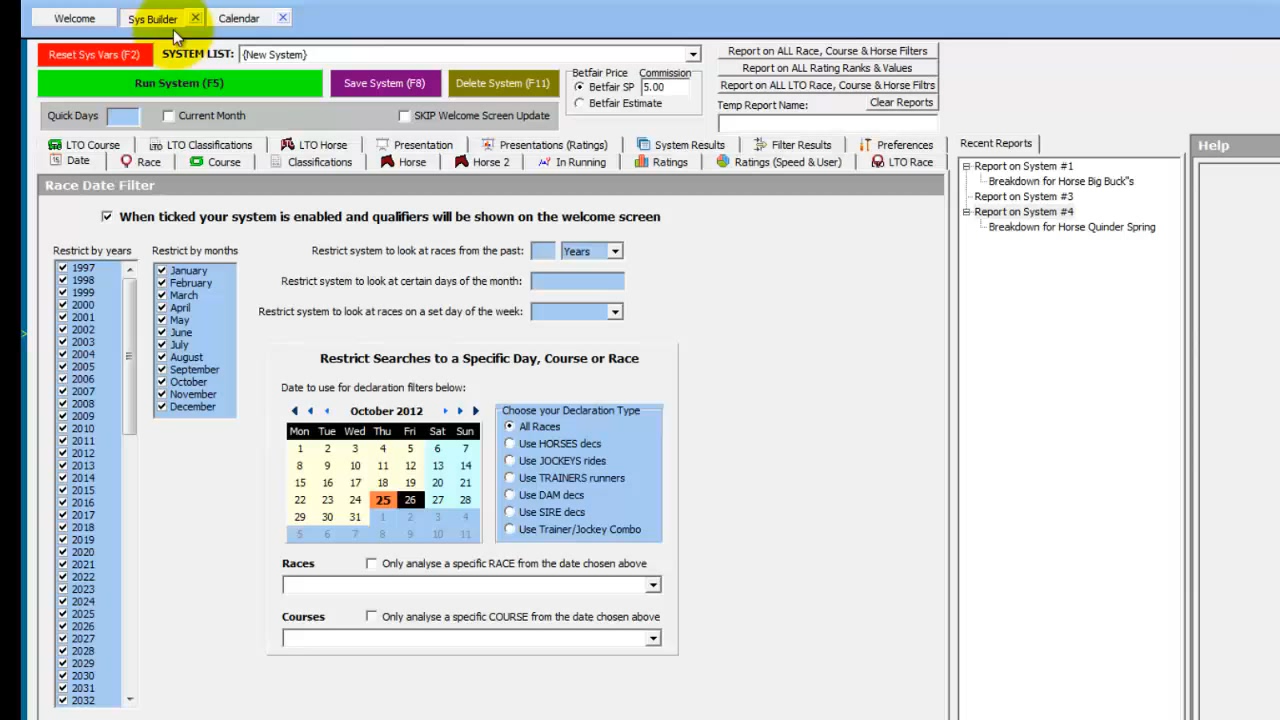 Welcome
Sys Builder
Calendar
Reset Sys Vars (F2)
SYSTEM LIST:
{New System}
Run System (F5)
Save System (F8)
Delete System (F11)
Betfair Price
Commission
Betfair SP
5.00
Betfair Estimate
Report on ALL Race, Course & Horse Filters
Report on ALL Rating Ranks & Values
Report on ALL LTO Race, Course & Horse Filtrs
Temp Report Name:
Clear Reports
Quick Days
Current Month
SKIP Welcome Screen Update
LTO Course
LTO Classifications
LTO Horse
Presentation
Presentations (Ratings)
System Results
Filter Results
Preferences
Date
Race
Course
Classifications
Horse
Horse 2
In Running
Ratings
Ratings (Speed & User)
LTO Race
Race Date Filter
When ticked your system is enabled and qualifiers will be shown on the welcome screen
Restrict by years
1997
1998
1999
2000
2001
2002
2003
2004
2005
2006
2007
2008
2009
2010
2011
2012
2013
2014
2015
2016
2017
2018
2019
2020
2021
2022
2023
2024
2025
2026
2027
2028
2029
2030
2031
2032
Restrict by months
January
February
March
April
May
June
July
August
September
October
November
December
Restrict system to look at races from the past:
Years
Restrict system to look at certain days of the month:
Restrict system to look at races on a set day of the week:
Restrict Searches to a Specific Day, Course or Race
Date to use for declaration filters below:
October 2012
Mon Tue Wed Thu Fri Sat Sun
1 2 3 4 5 6 7
8 9 10 11 12 13 14
15 16 17 18 19 20 21
22 23 24 25 26 27 28
29 30 31 1 2 3 4
5 6 7 8 9 10 11
Choose your Declaration Type
All Races
Use HORSES decs
Use JOCKEYS rides
Use TRAINERS runners
Use DAM decs
Use SIRE decs
Use Trainer/Jockey Combo
Races
Only analyse a specific RACE from the date chosen above
Courses
Only analyse a specific COURSE from the date chosen above
Recent Reports
Report on System #1
Breakdown for Horse Big Buck"s
Report on System #3
Report on System #4
Breakdown for Horse Quinder Spring
Help